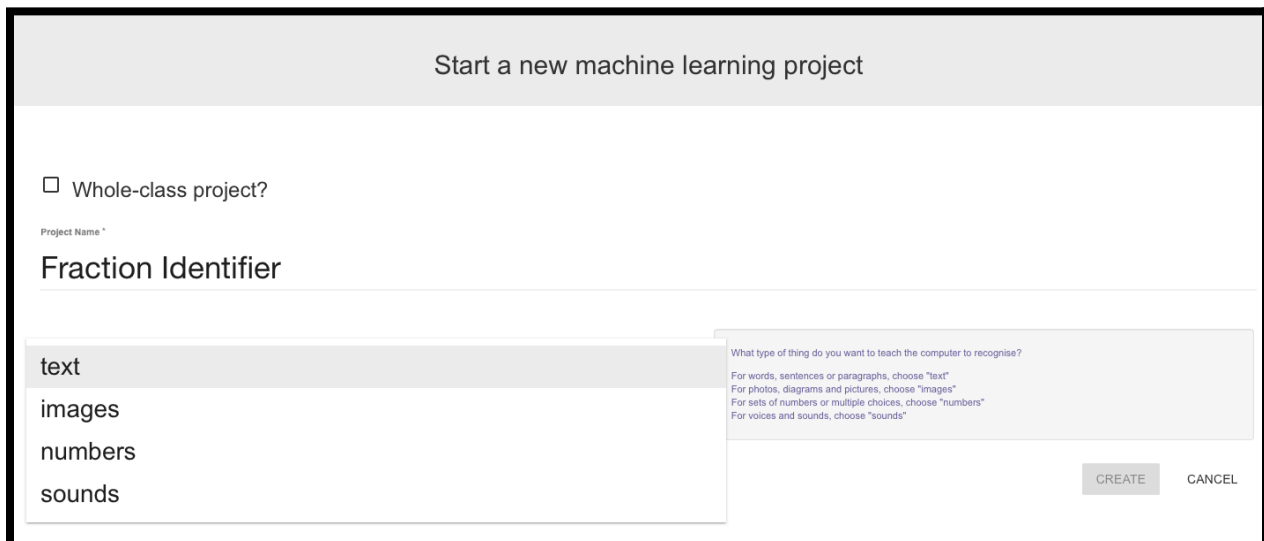 Start a new machine learning project
Whole-class project?
Project Name *
Fraction Identifier
text
images
numbers
sounds
What type of thing do you want to teach the computer to recognise?
For words, sentences or paragraphs, choose "text"
For photos, diagrams and pictures, choose "images"
For sets of numbers or multiple choices, choose "numbers"
For voices and sounds, choose "sounds"
CREATE CANCEL